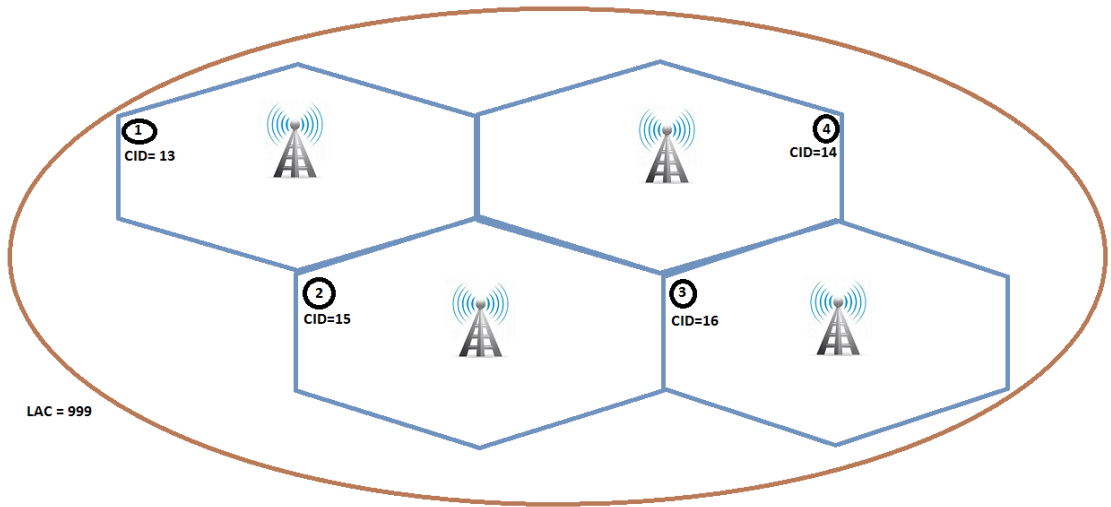 1
CID= 13
4
CID=14
2
CID=15
3
CID=16
LAC = 999